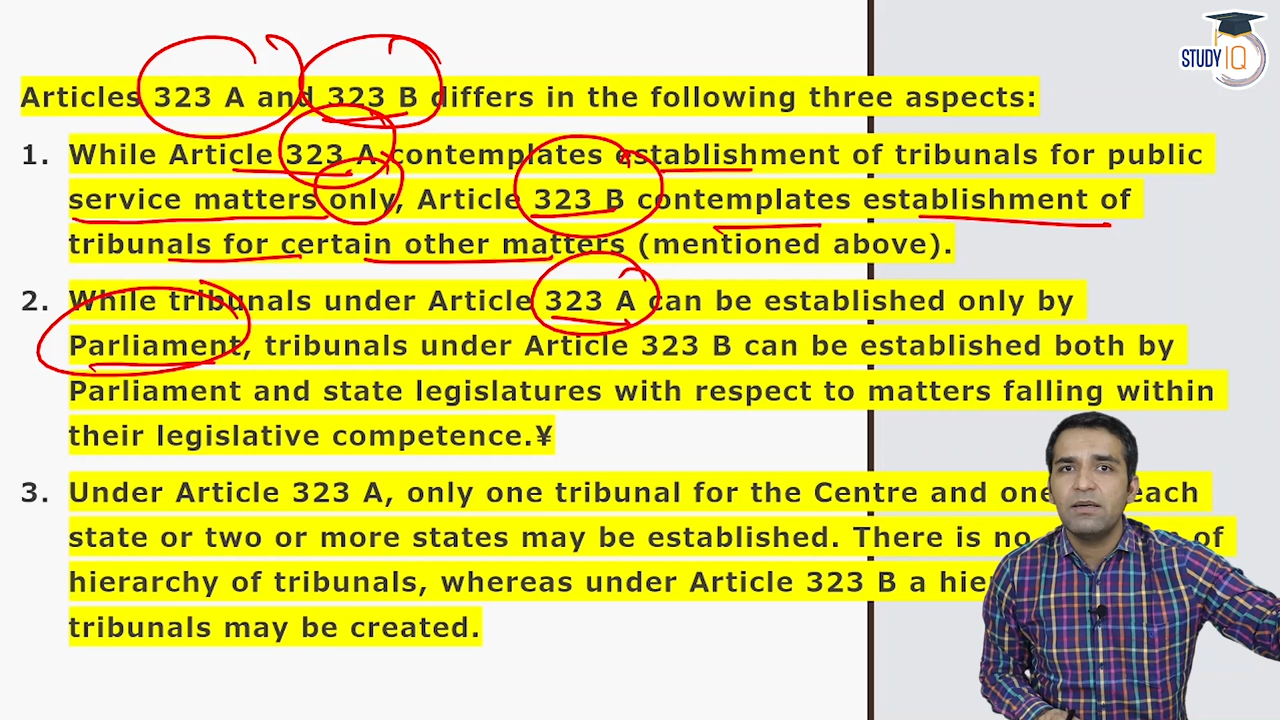 STUDY IQ
Articles 323 A and 323 B differs in the following three aspects:
1. While Article 323 A contemplates establishment of tribunals for public
service matters only, Article 323 B contemplates establishment of
tribunals for certain other matters (mentioned above).
2. While tribunals under Article 323 A can be established only by
Parliament, tribunals under Article 323 B can be established both by
Parliament and state legislatures with respect to matters falling within
their legislative competence.¥
3. Under Article 323 A, only one tribunal for the Centre and one each
state or two or more states may be established. There is no of
hierarchy of tribunals, whereas under Article 323 B a
tribunals may be created.